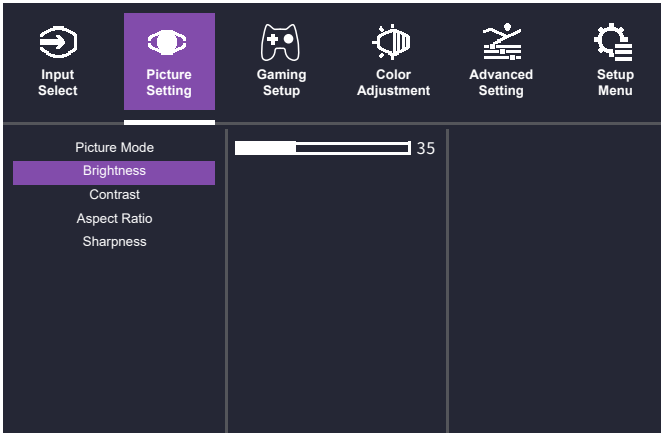 Input
Select
Picture
Setting
Gaming
Setup
Color
Adjustment
Advanced
Setting
Setup
Menu
Picture Mode
Brightness
35
Contrast
Aspect Ratio
Sharpness